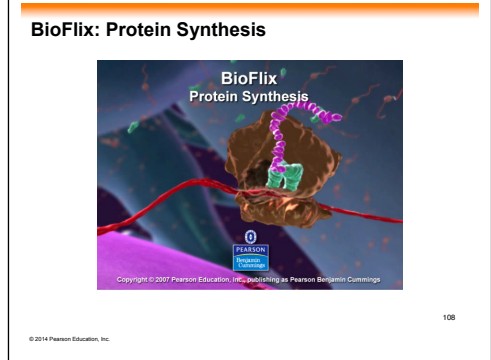 BioFlix: Protein Synthesis
BioFlix
Protein Synthesis
PEARSON
Benjamin
Cummings
Copyright © 2007 Pearson Education, Inc., publishing as Pearson Benjamin Cummings
108
© 2014 Pearson Education, Inc.